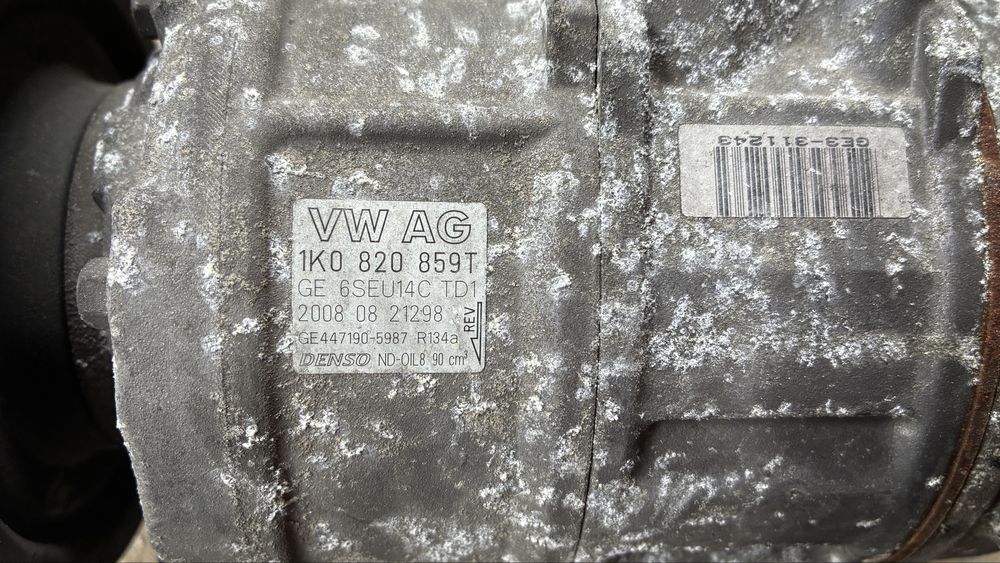 VW AG
1K0 820 859T
GE 6SEU14C TD1
2008 08 21298
REV
GE447190-5987 R134a
DENSO ND-OIL8 90 cm³
GE3-311243